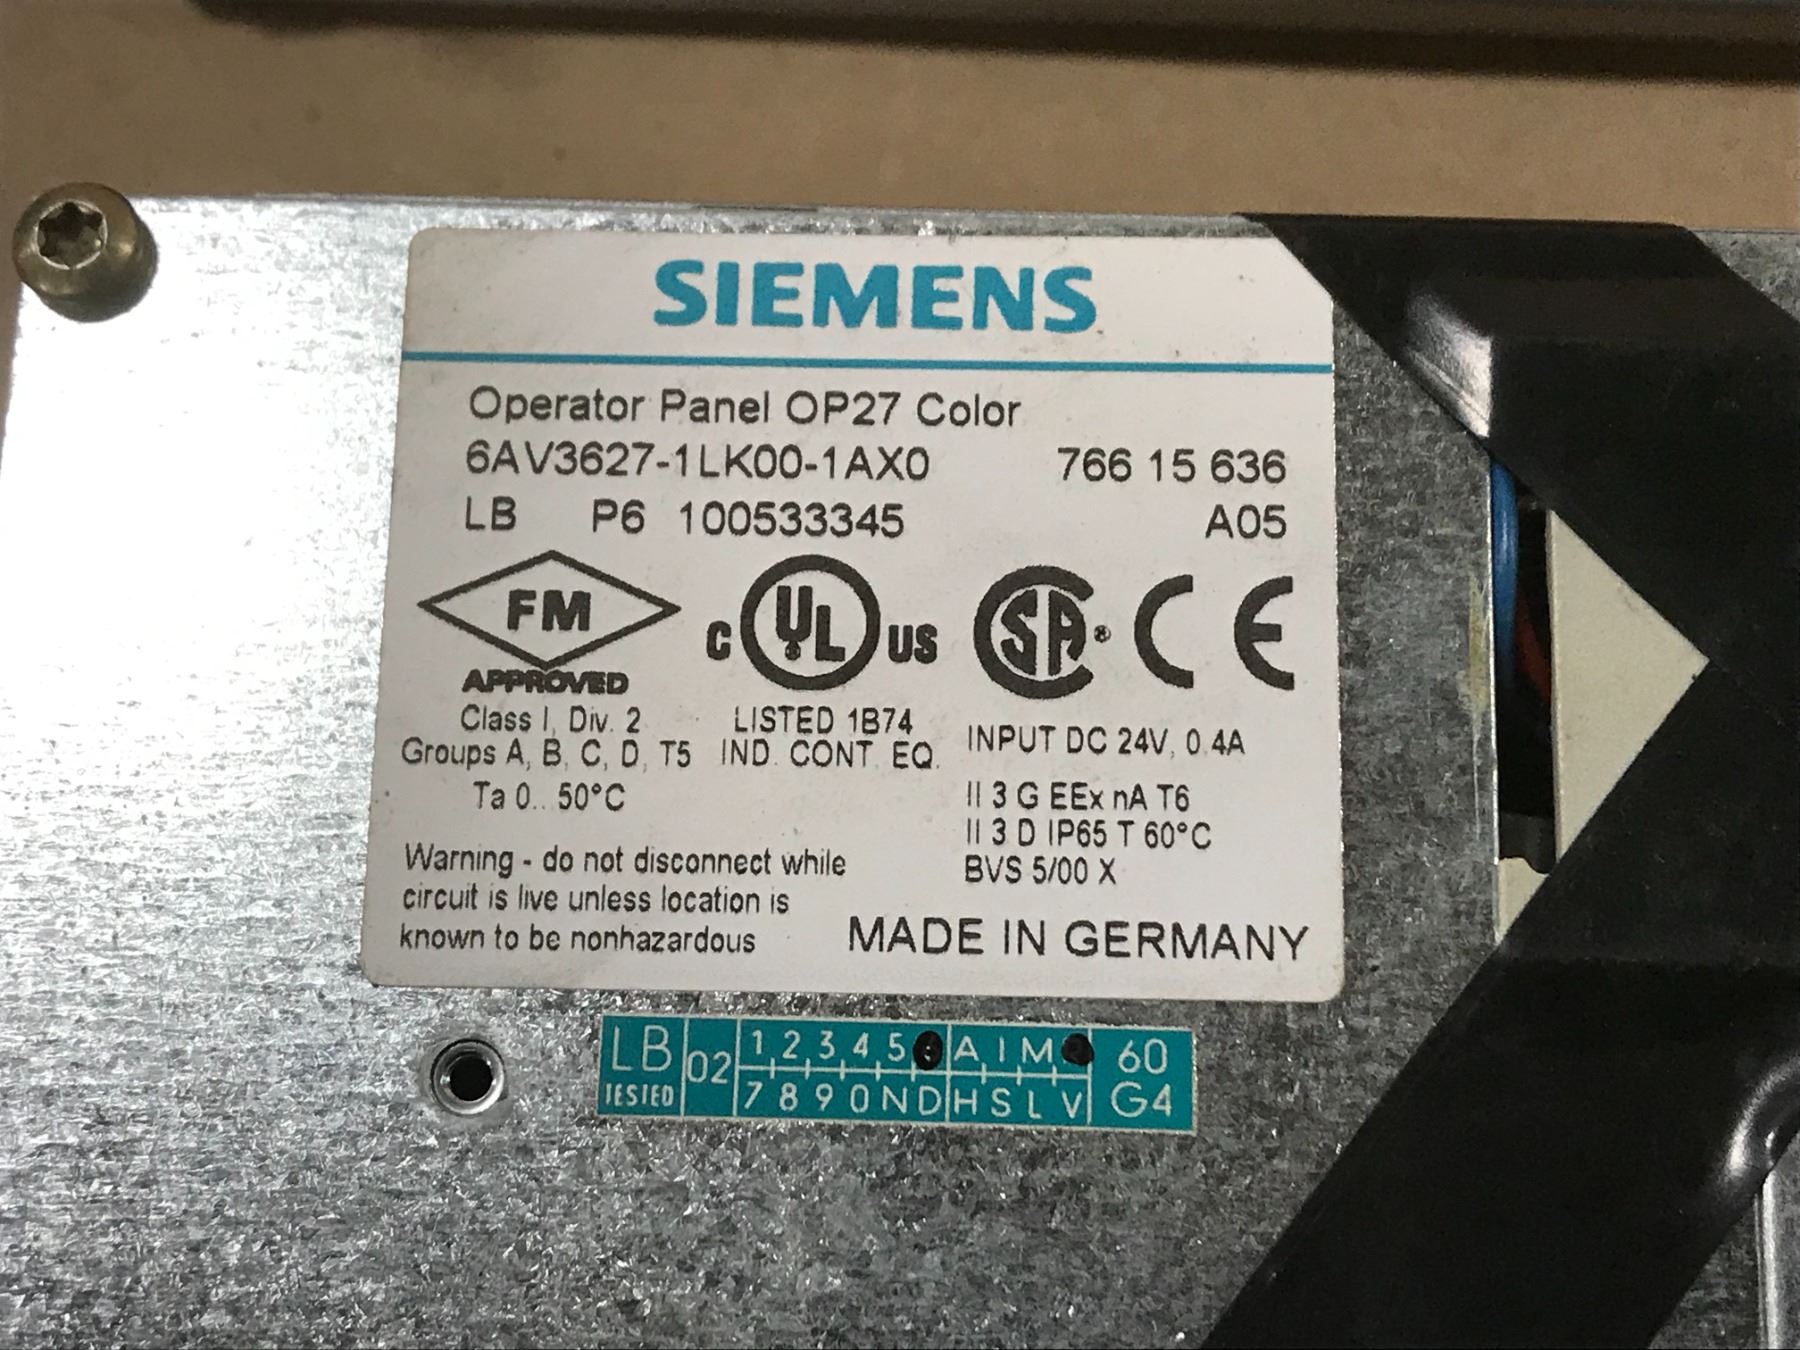 SIEMENS
Operator Panel OP27 Color
6AV3627-1LK00-1AX0 766 15 636
LB P6 100533345 A05
FM
APPROVED
C UL US
SA
CE
Class I, Div. 2
Groups A, B, C, D, T5
Ta 0.. 50°C
LISTED 1B74
IND. CONT. EQ.
INPUT DC 24V, 0.4A
II 3 G EEx nA T6
II 3 D IP65 T 60°C
BVS 5/00 X
Warning - do not disconnect while
circuit is live unless location is
known to be nonhazardous
MADE IN GERMANY
LB 02 1 2 3 4 5 A I M 60
TESTED 7 8 9 0 N D H S L V G4